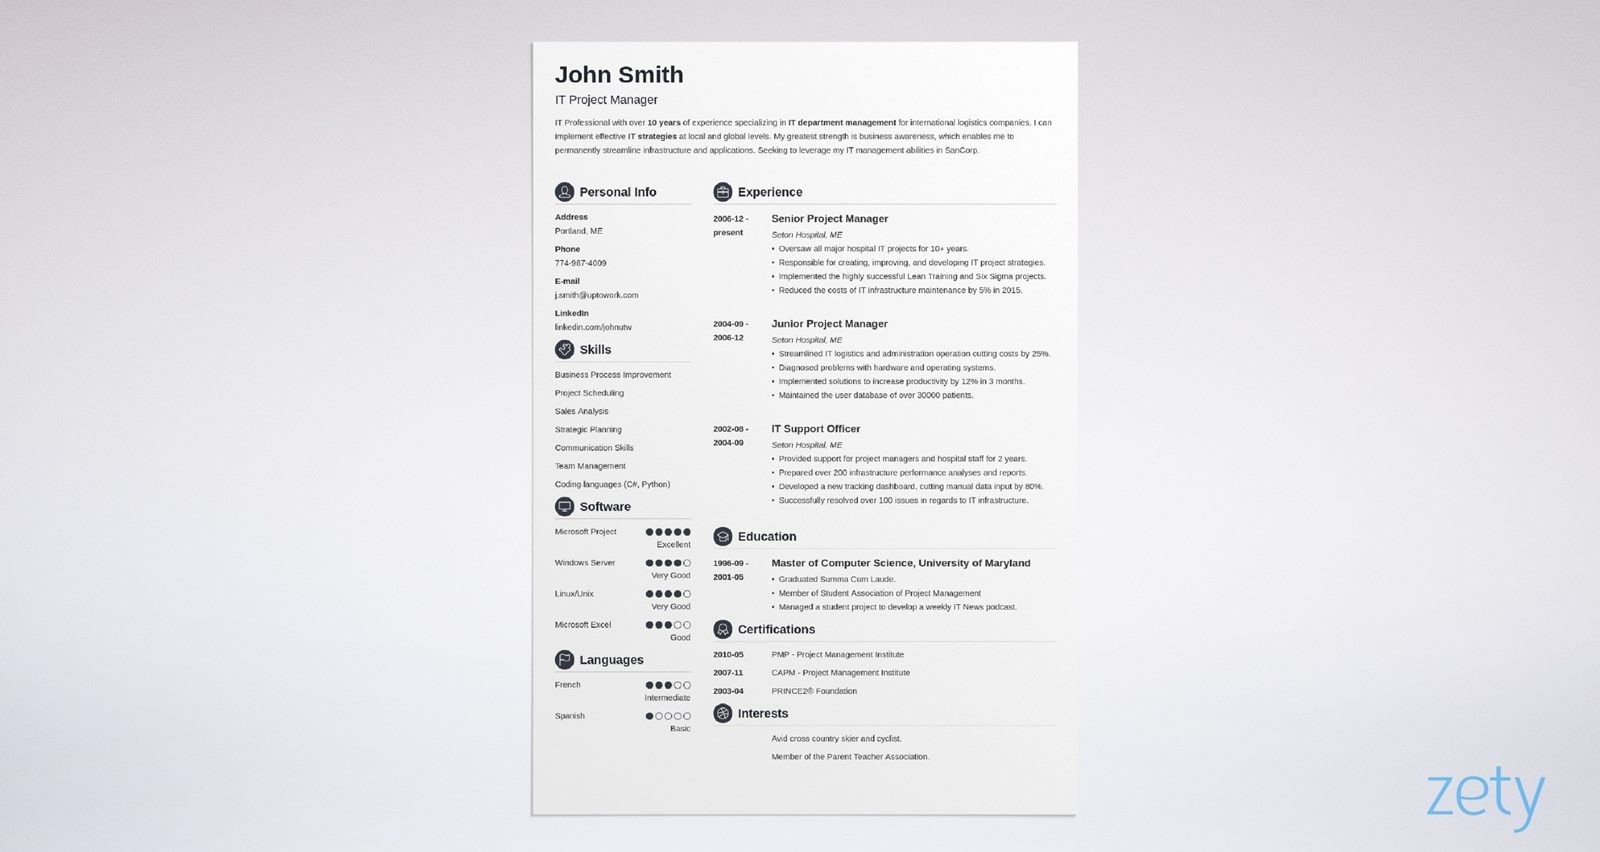 John Smith
IT Project Manager
IT Professional with over 10 years of experience specializing in IT department management for international logistics companies. I can
implement effective IT strategies at local and global levels. My greatest strength is business awareness, which enables me to
permanently streamline infrastructure and applications. Seeking to leverage my IT management abilities in SanCorp.
Personal Info
Address
Portland, ME
Phone
774-987-4009
E-mail
j.smith@uptowork.com
LinkedIn
linkedin.com/johnutw
Skills
Business Process Improvement
Project Scheduling
Sales Analysis
Strategic Planning
Communication Skills
Team Management
Coding languages (C#, Python)
Software
Microsoft Project
Excellent
Windows Server
Very Good
Linux/Unix
Very Good
Microsoft Excel
Good
Languages
French
Intermediate
Spanish
Basic
Experience
2006-12 -
present
Senior Project Manager
Seton Hospital, ME
• Oversaw all major hospital IT projects for 10+ years.
• Responsible for creating, improving, and developing IT project strategies.
• Implemented the highly successful Lean Training and Six Sigma projects.
• Reduced the costs of IT infrastructure maintenance by 5% in 2015.
2004-09 -
2006-12
Junior Project Manager
Seton Hospital, ME
• Streamlined IT logistics and administration operation cutting costs by 25%.
• Diagnosed problems with hardware and operating systems.
• Implemented solutions to increase productivity by 12% in 3 months.
• Maintained the user database of over 30000 patients.
2002-08 -
2004-09
IT Support Officer
Seton Hospital, ME
• Provided support for project managers and hospital staff for 2 years.
• Prepared over 200 infrastructure performance analyses and reports.
• Developed a new tracking dashboard, cutting manual data input by 80%.
• Successfully resolved over 100 issues in regards to IT infrastructure.
Education
1996-09 -
2001-05
Master of Computer Science, University of Maryland
• Graduated Summa Cum Laude.
• Member of Student Association of Project Management
• Managed a student project to develop a weekly IT News podcast.
Certifications
2010-05 PMP - Project Management Institute
2007-11 CAPM - Project Management Institute
2003-04 PRINCE2® Foundation
Interests
Avid cross country skier and cyclist.
Member of the Parent Teacher Association.
zety